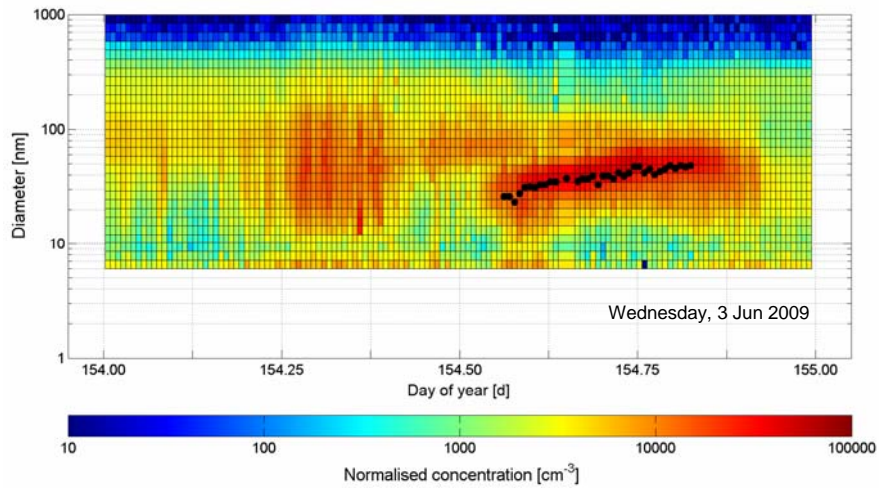 1000
100
10
1
Diameter [nm]
Wednesday, 3 Jun 2009
154.00 154.25 154.50 154.75 155.00
Day of year [d]
10 100 1000 10000 100000
Normalised concentration [cm⁻³]